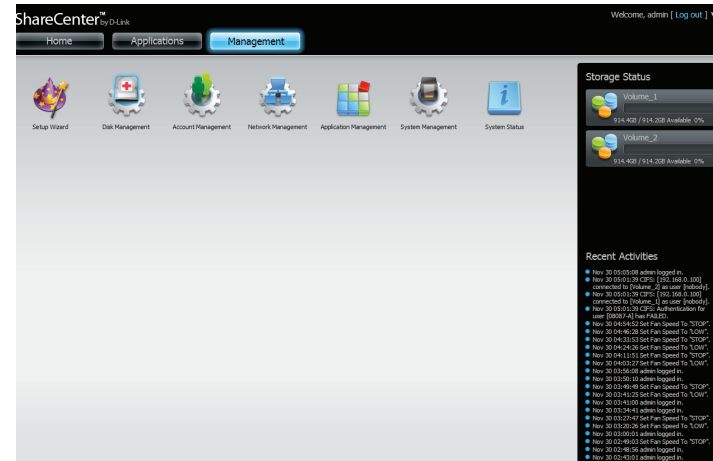 ShareCenter™ by D-Link
Welcome, admin [ Log out ]
Home
Applications
Management
Setup Wizard
Disk Management
Account Management
Network Management
Application Management
System Management
System Status
Storage Status
Volume_1
914.4GB / 914.2GB Available 0%
Volume_2
914.4GB / 914.2GB Available 0%
Recent Activities
Nov 30 05:05:08 admin logged in.
Nov 30 05:01:39 CIFS: [192.168.0.100]
connected to [Volume_2] as user [nobody].
Nov 30 05:01:39 CIFS: [192.168.0.100]
connected to [Volume_1] as user [nobody].
Nov 30 05:01:39 CIFS: Authentication for
user [08087-A] has FAILED.
Nov 30 04:54:52 Set Fan Speed To "STOP".
Nov 30 04:46:28 Set Fan Speed To "LOW".
Nov 30 04:33:53 Set Fan Speed To "STOP".
Nov 30 04:24:26 Set Fan Speed To "LOW".
Nov 30 04:11:51 Set Fan Speed To "STOP".
Nov 30 04:03:27 Set Fan Speed To "LOW".
Nov 30 03:56:08 admin logged in.
Nov 30 03:50:10 admin logged in.
Nov 30 03:49:49 Set Fan Speed To "STOP".
Nov 30 03:41:25 Set Fan Speed To "LOW".
Nov 30 03:41:00 admin logged in.
Nov 30 03:34:41 admin logged in.
Nov 30 03:27:47 Set Fan Speed To "STOP".
Nov 30 03:20:26 Set Fan Speed To "LOW".
Nov 30 03:00:01 admin logged in.
Nov 30 02:49:03 Set Fan Speed To "STOP".
Nov 30 02:48:56 admin logged in.
Nov 30 02:43:01 admin logged in.